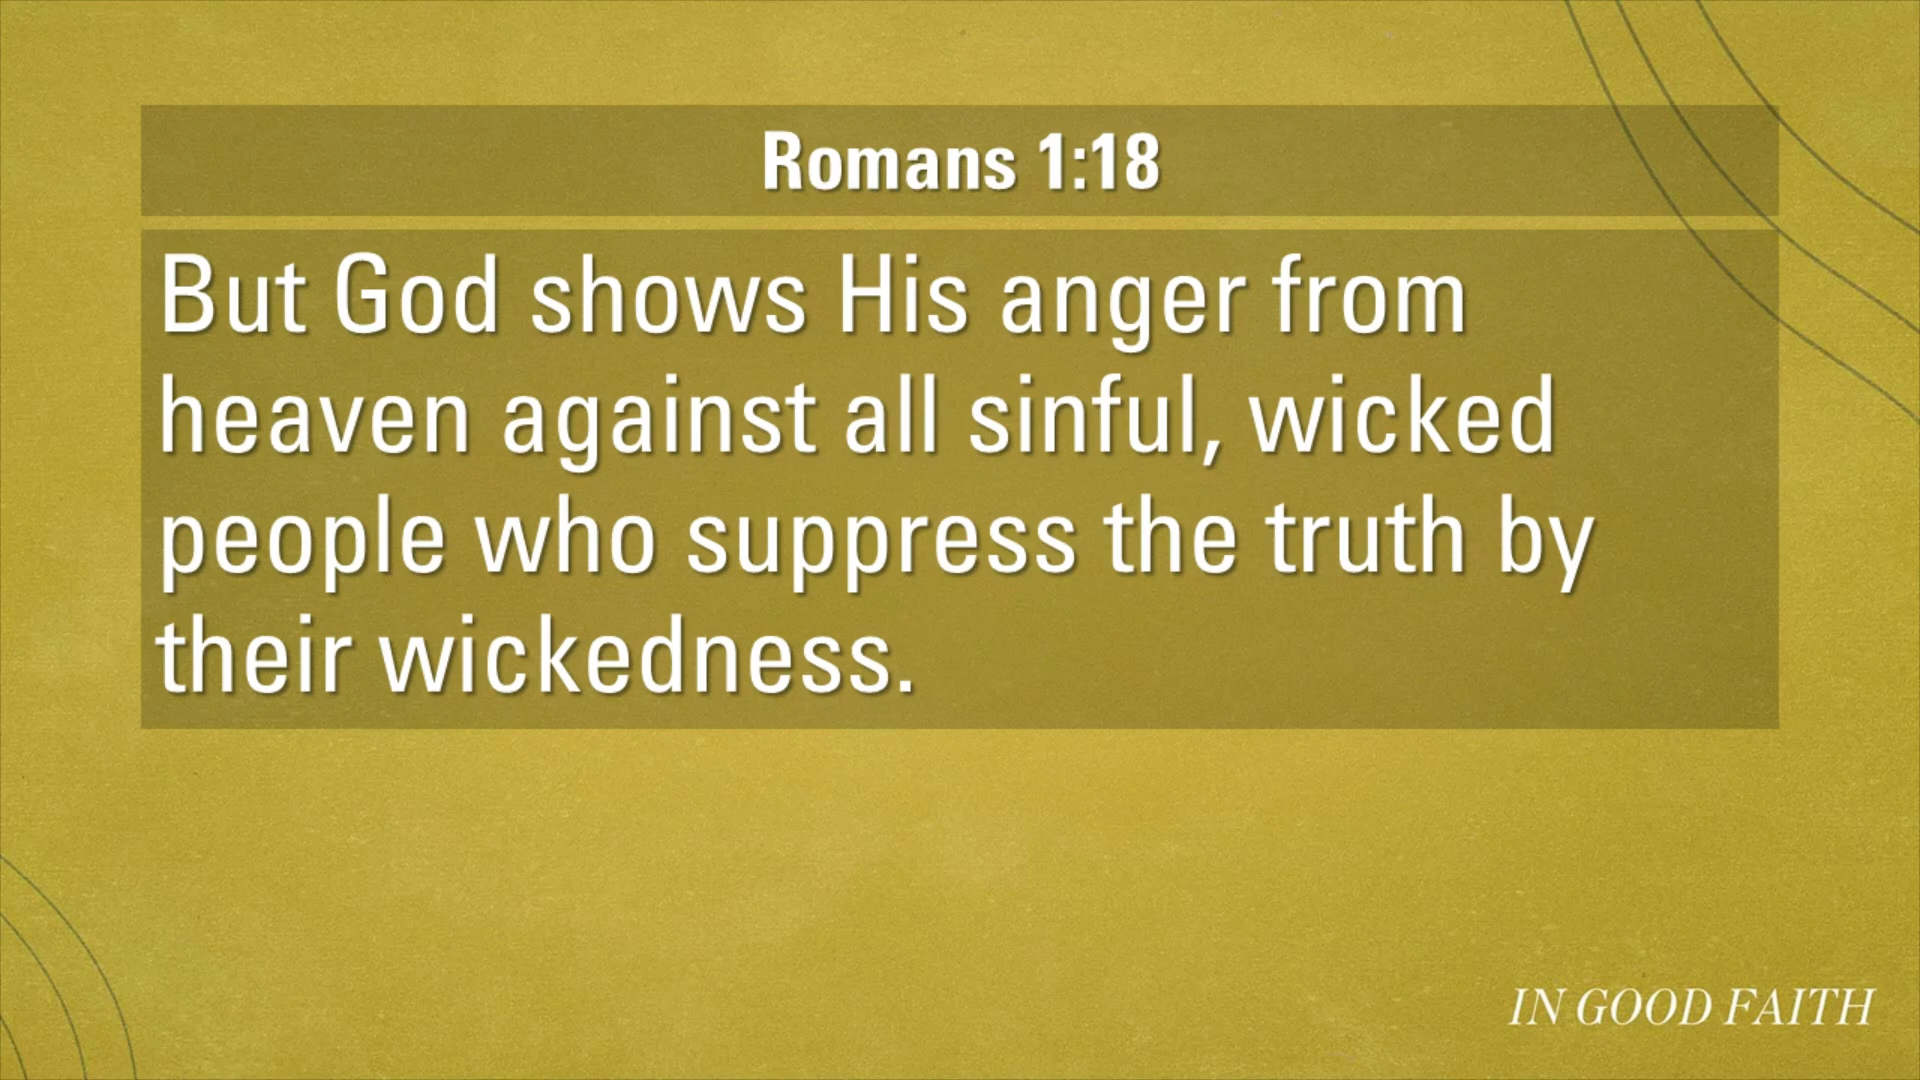 Romans 1:18
But God shows His anger from
heaven against all sinful, wicked
people who suppress the truth by
their wickedness.
IN GOOD FAITH